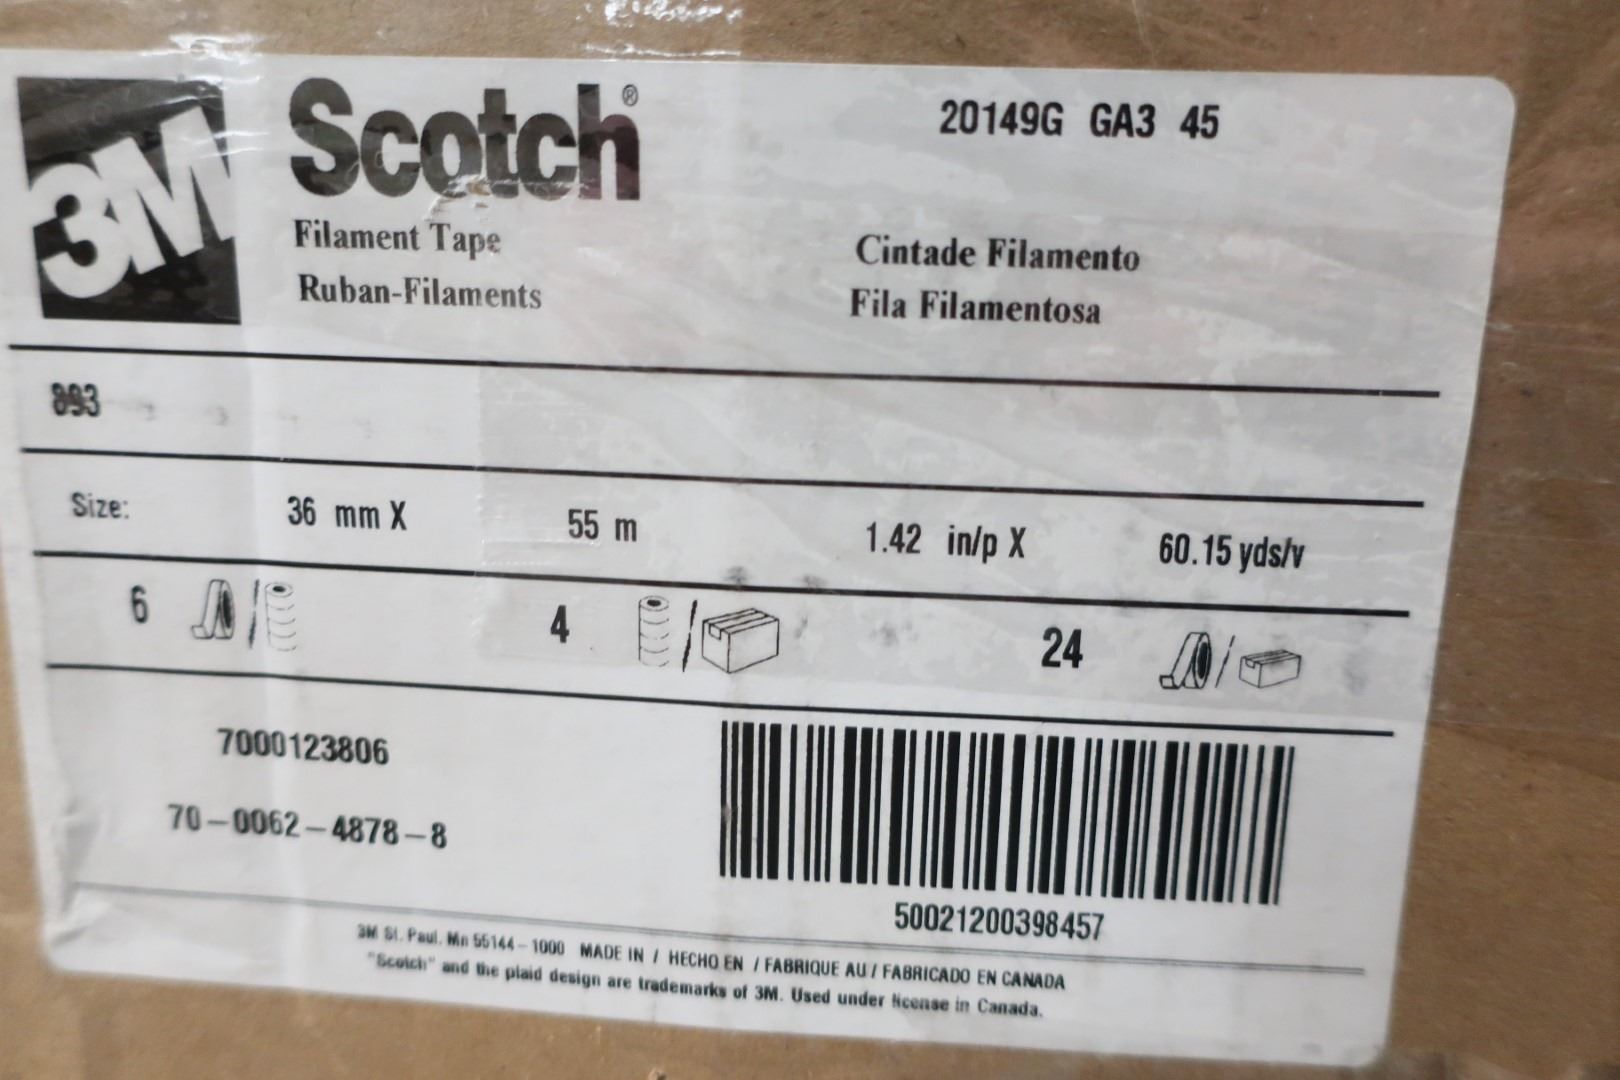 3M
Scotch®
20149G GA3 45
Filament Tape
Ruban-Filaments
Cintade Filamento
Fila Filamentosa
893
Size: 36 mm X 55 m 1.42 in/p X 60.15 yds/v
6 / 4 / 24 /
7000123806
70-0062-4878-8
50021200398457
3M St. Paul, Mn 55144-1000 MADE IN / HECHO EN / FABRIQUE AU / FABRICADO EN CANADA
"Scotch" and the plaid design are trademarks of 3M. Used under license in Canada.